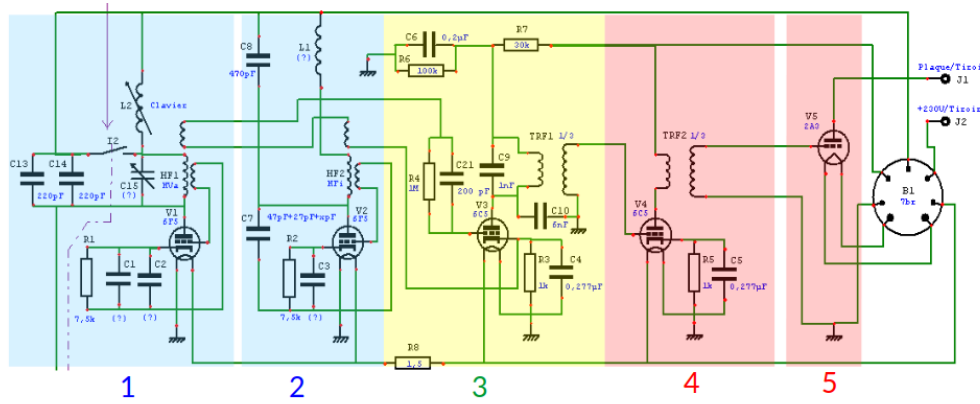 C6
0,2µF
R7
30k
R6
100k
C8
470pF
L1
(?)
L2
Clavier
I2
C13
220pF
C14
220pF
C15
(?)
HF1
MVa
HF2
MFi
R4
1M
C21
200 pF
C9
1nF
TRF1 1/3
TRF2 1/3
C10
6nF
V5
2A3
Plaque/Tiroir
J1
+230V/Tiroir
J2
B1
7br
V1
6F5
C7
47pF+27pF+xpF
V2
6F5
V3
6C5
V4
6C5
R1
7,5k
C1
(?)
C2
(?)
R2
7,5k
C3
(?)
R3
1k
C4
0,277µF
R5
1k
C5
0,277µF
R8
1,5
1 2 3 4 5